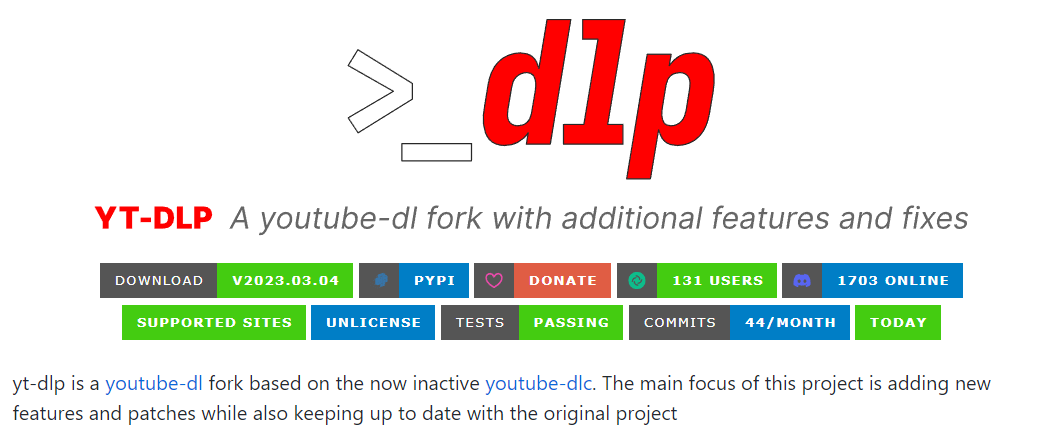 >_dlp
YT-DLP A youtube-dl fork with additional features and fixes
DOWNLOAD V2023.03.04 PYPI DONATE 131 USERS 1703 ONLINE
SUPPORTED SITES UNLICENSE TESTS PASSING COMMITS 44/MONTH TODAY
yt-dlp is a youtube-dl fork based on the now inactive youtube-dlc. The main focus of this project is adding new
features and patches while also keeping up to date with the original project